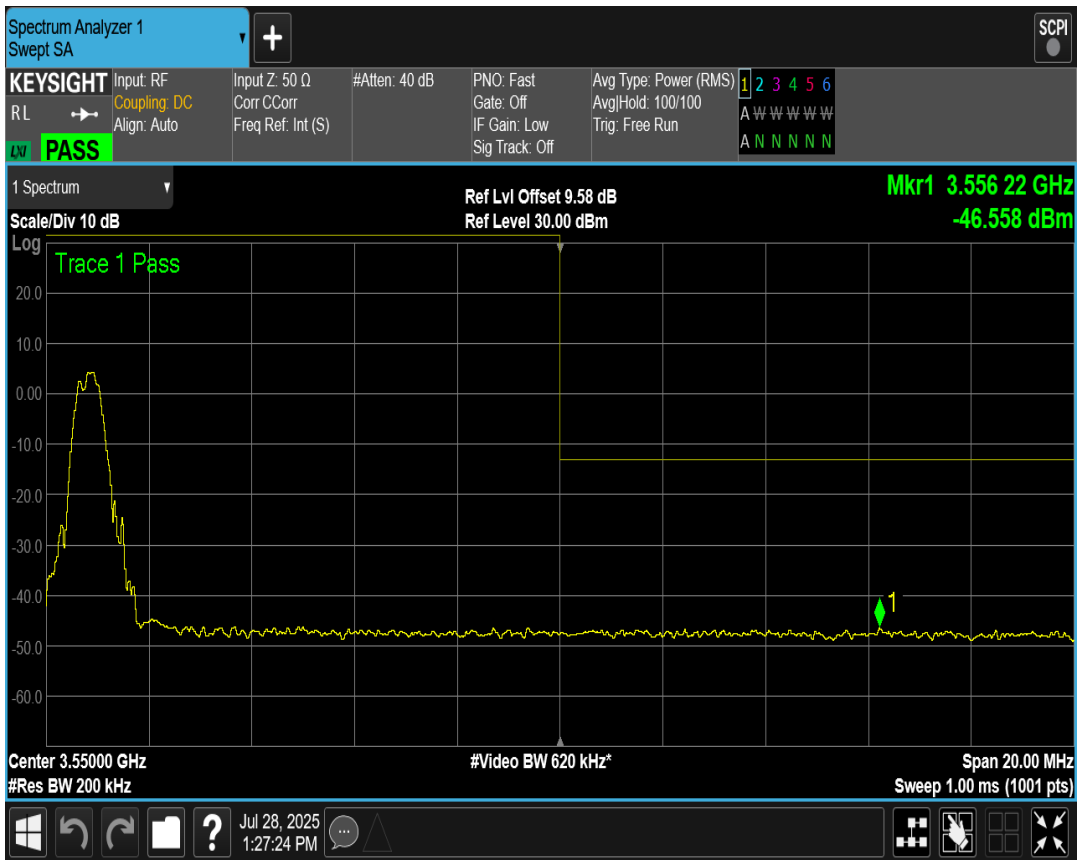 Spectrum Analyzer 1
Swept SA
+
SCPI
KEYSIGHT
RL
LXI
PASS
Input: RF
Coupling: DC
Align: Auto
Input Z: 50 Ω
Corr CCorr
Freq Ref: Int (S)
#Atten: 40 dB
PNO: Fast
Gate: Off
IF Gain: Low
Sig Track: Off
Avg Type: Power (RMS)
Avg|Hold: 100/100
Trig: Free Run
1 2 3 4 5 6
A W W W W W
A N N N N N
1 Spectrum
Scale/Div 10 dB
Ref Lvl Offset 9.58 dB
Ref Level 30.00 dBm
Mkr1 3.556 22 GHz
-46.558 dBm
Log
Trace 1 Pass
20.0
10.0
0.00
-10.0
-20.0
-30.0
-40.0
1
-50.0
-60.0
Center 3.55000 GHz
#Video BW 620 kHz*
Span 20.00 MHz
#Res BW 200 kHz
Sweep 1.00 ms (1001 pts)
?
Jul 28, 2025
1:27:24 PM